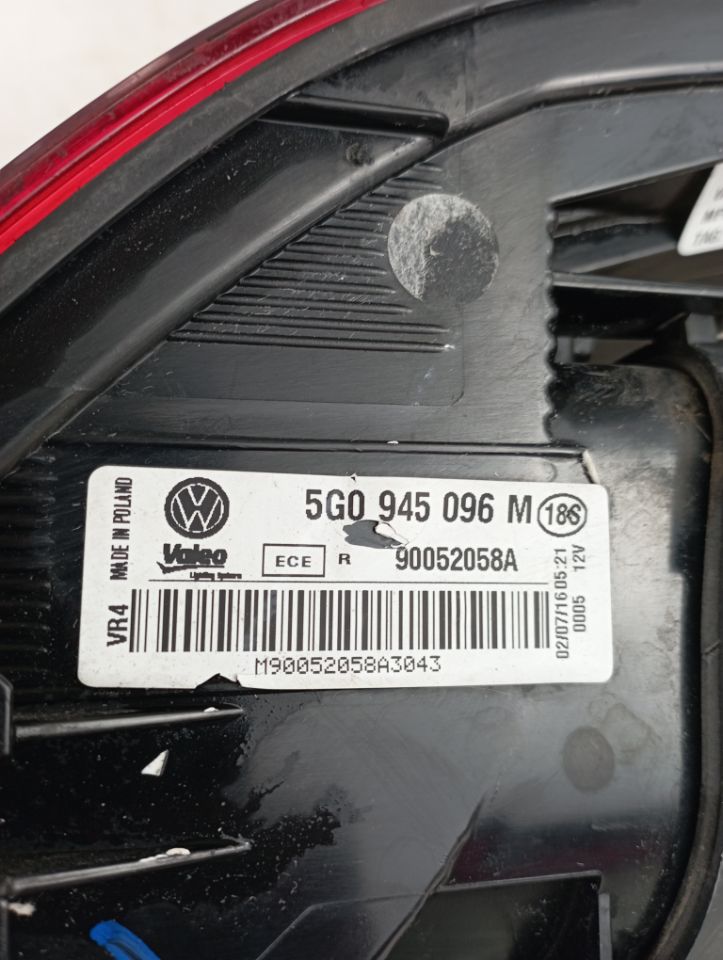 MADE IN POLAND
VR4
VW
5G0 945 096 M
Valeo
Lighting Systems
ECE R 90052058A
M90052058A3043
02/07/16 05:21
0005 12V